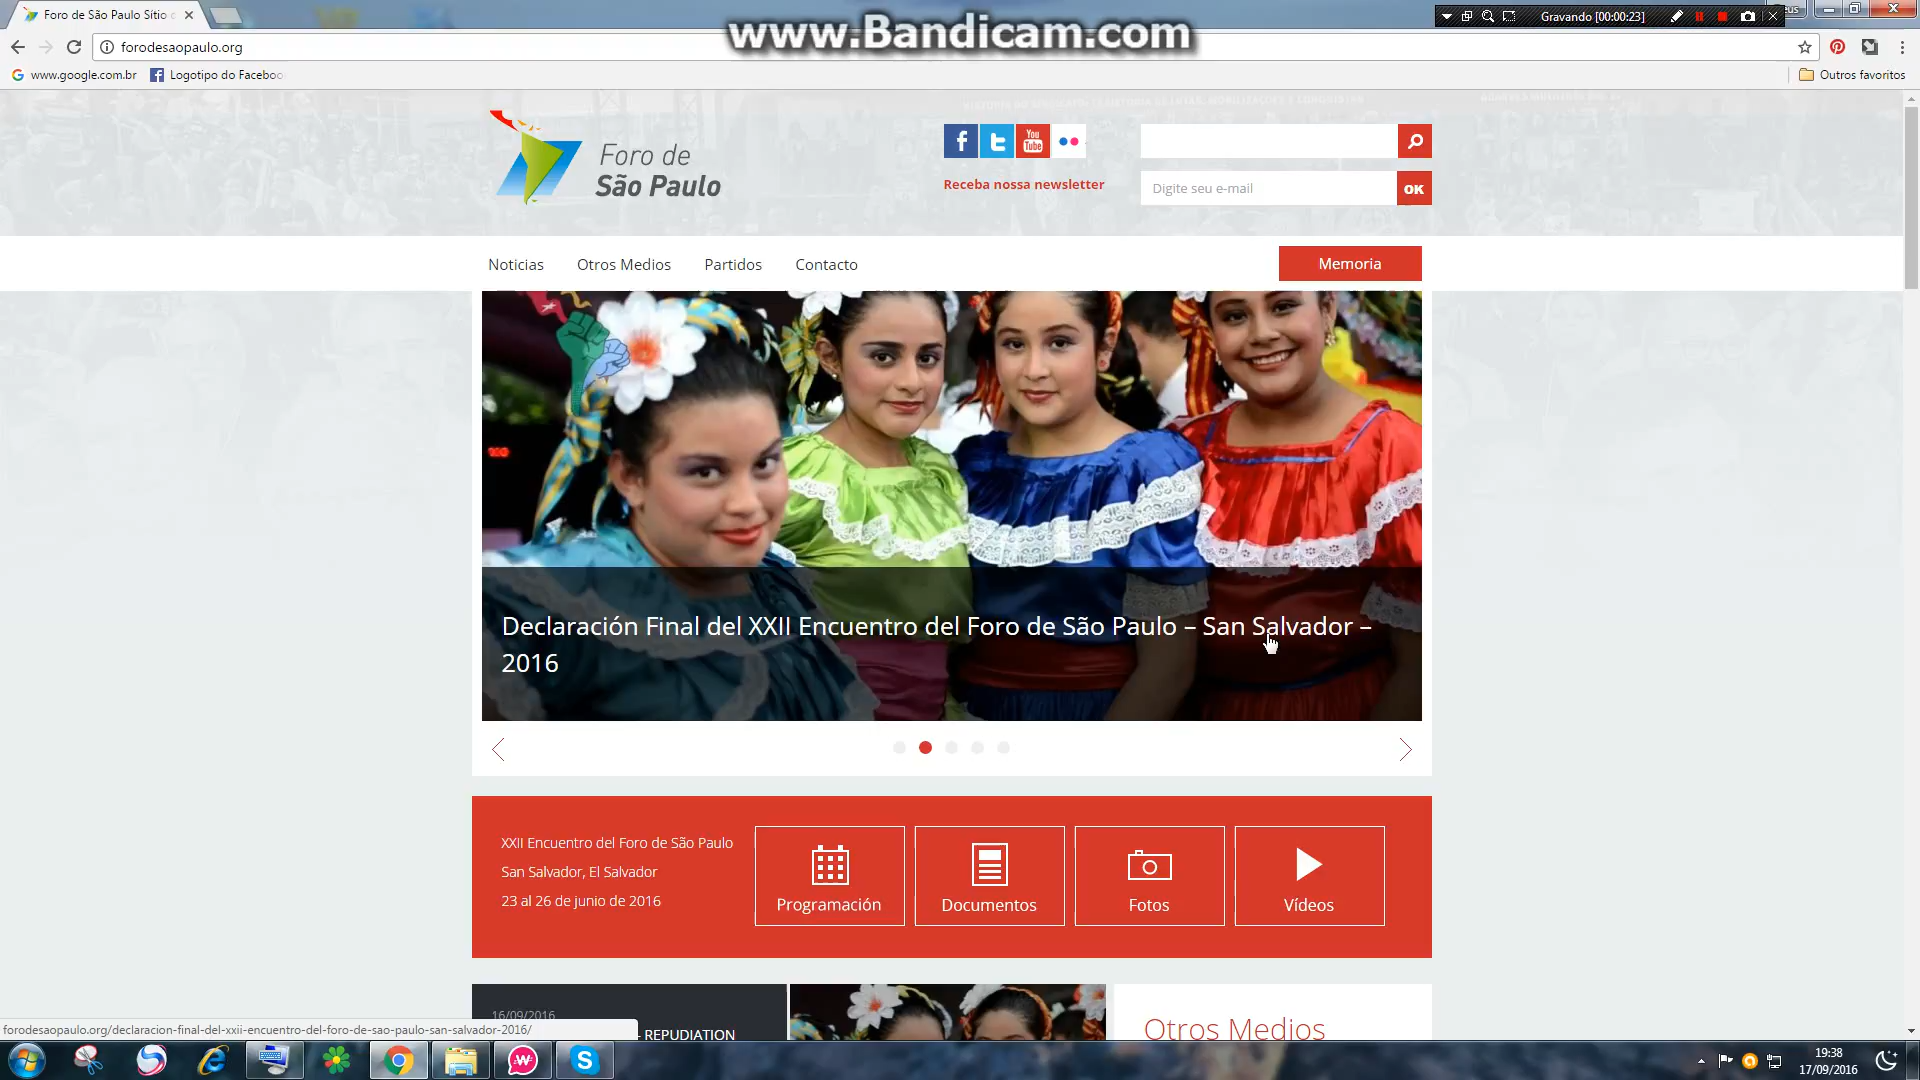 Foro de São Paulo Sítio
www.Bandicam.com
Gravando [00:00:23]
forodesaopaulo.org
www.google.com.br
Logotipo do Faceboo
Outros favoritos
Foro de
São Paulo
You
Tube
Receba nossa newsletter
Digite seu e-mail
OK
Noticias
Otros Medios
Partidos
Contacto
Memoria
Declaración Final del XXII Encuentro del Foro de São Paulo – San Salvador –
2016
XXII Encuentro del Foro de São Paulo
San Salvador, El Salvador
23 al 26 de junio de 2016
Programación
Documentos
Fotos
Vídeos
16/09/2016
- REPUDIATION
Otros Medios
forodesaopaulo.org/declaracion-final-del-xxii-encuentro-del-foro-de-sao-paulo-san-salvador-2016/
19:38
17/09/2016